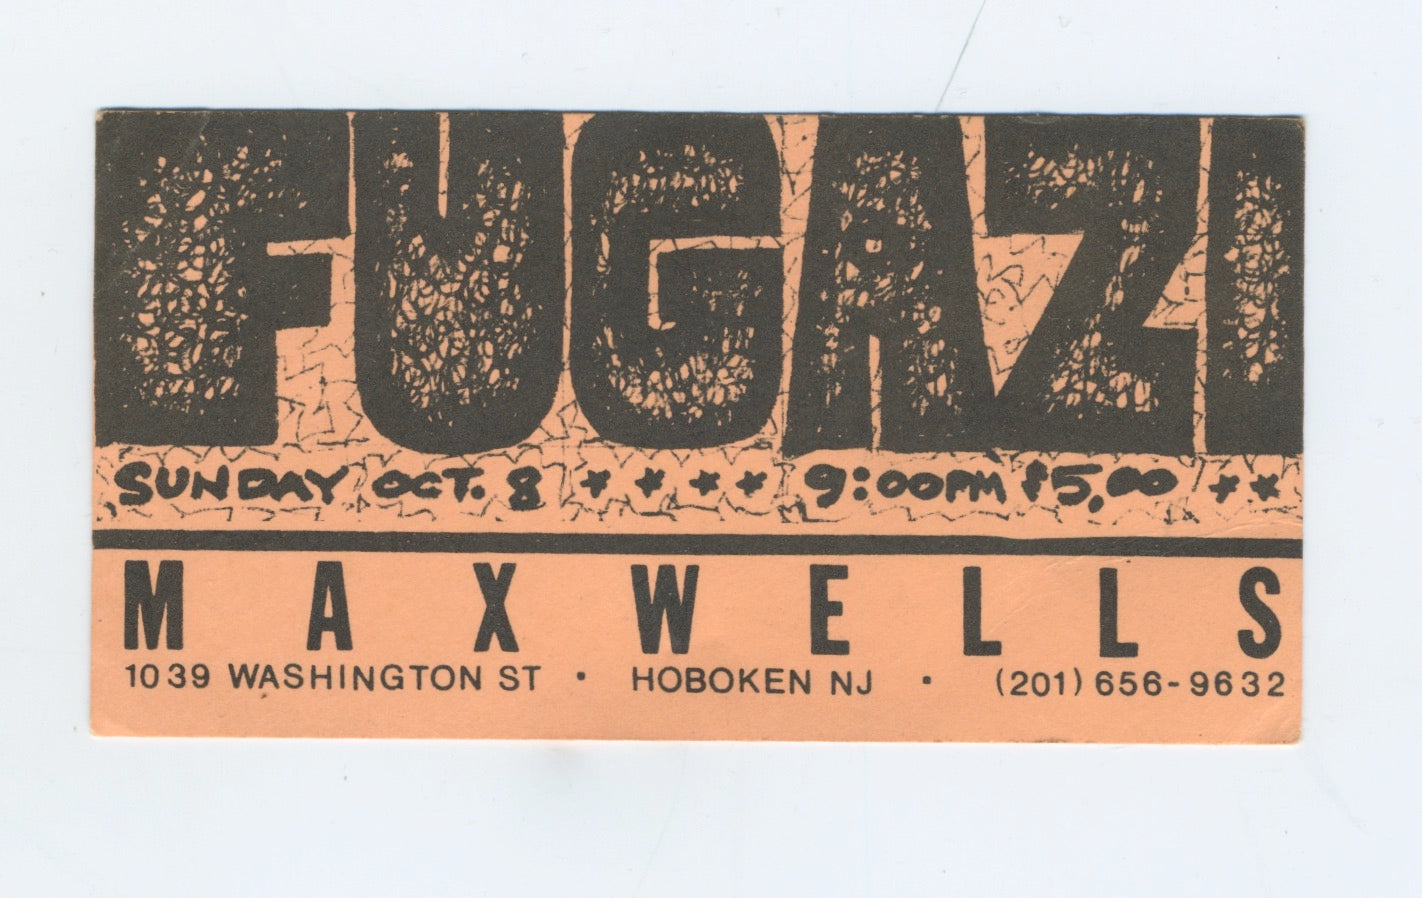 FUGAZI
SUNDAY OCT. 8 **** 9:00PM $5.00 **
MAXWELLS
1039 WASHINGTON ST · HOBOKEN NJ · (201) 656-9632